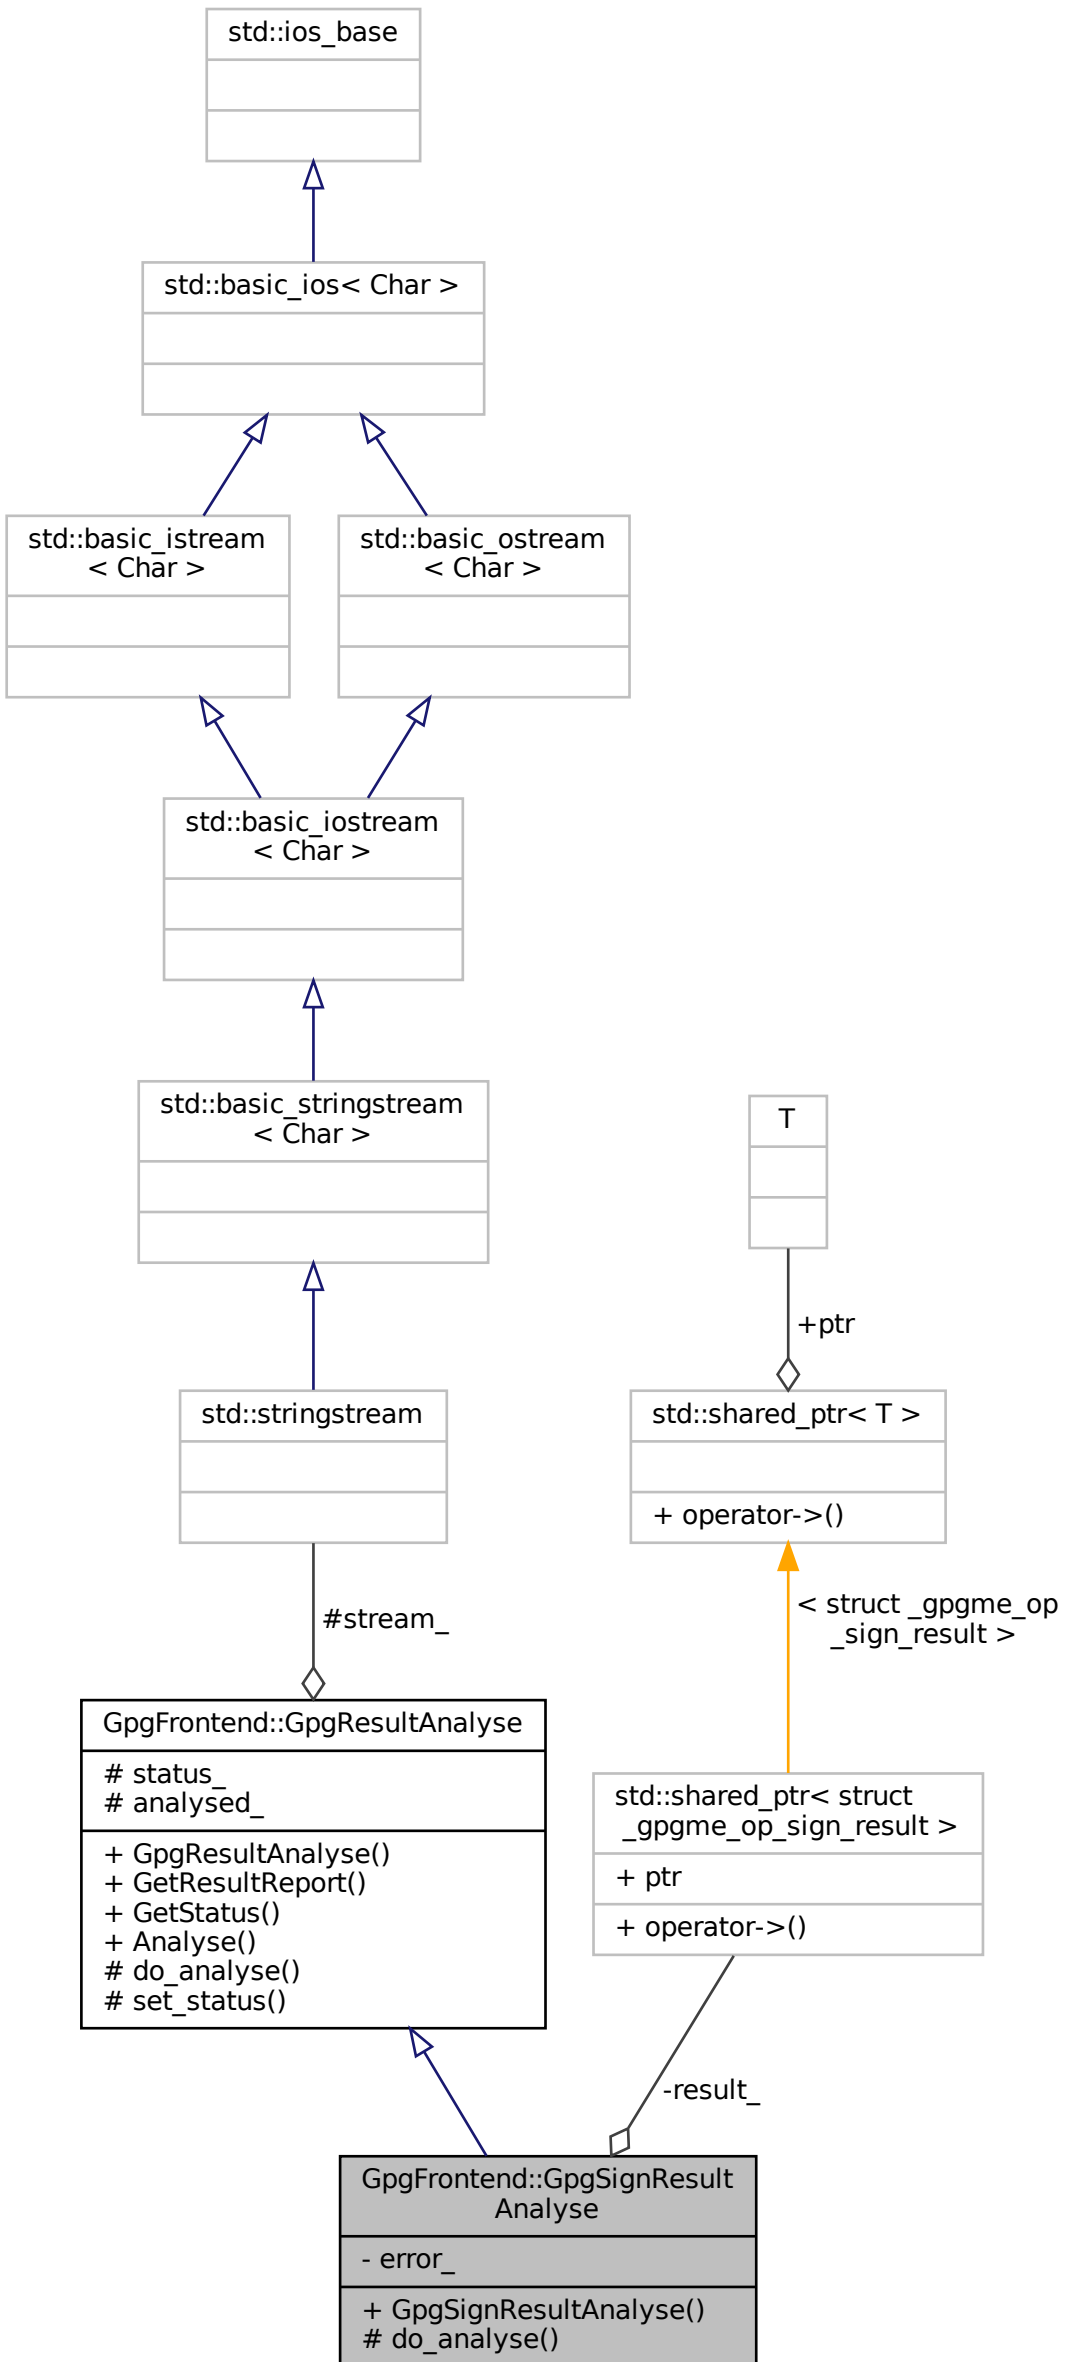 std::ios_base
std::basic_ios< Char >
std::basic_istream
< Char >
std::basic_ostream
< Char >
std::basic_iostream
< Char >
std::basic_stringstream
< Char >
T
+ptr
std::stringstream
std::shared_ptr< T >
+ operator->()
#stream_
< struct _gpgme_op
_sign_result >
GpgFrontend::GpgResultAnalyse
# status_
# analysed_
+ GpgResultAnalyse()
+ GetResultReport()
+ GetStatus()
+ Analyse()
# do_analyse()
# set_status()
std::shared_ptr< struct
_gpgme_op_sign_result >
+ ptr
+ operator->()
-result_
GpgFrontend::GpgSignResult
Analyse
- error_
+ GpgSignResultAnalyse()
# do_analyse()